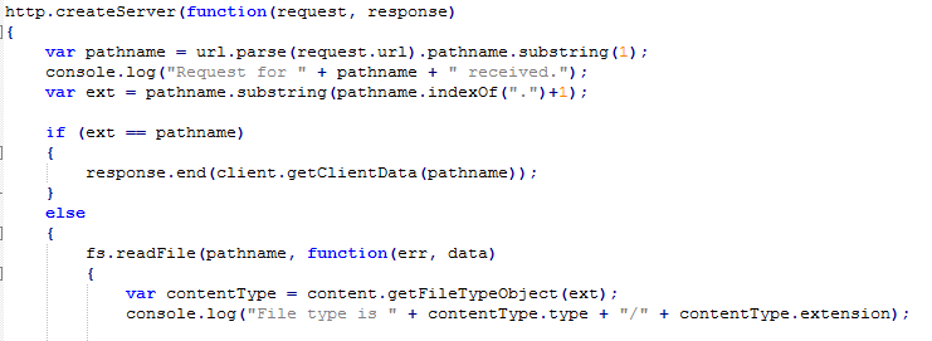 http.createServer(function(request, response)
{
var pathname = url.parse(request.url).pathname.substring(1);
console.log("Request for " + pathname + " received.");
var ext = pathname.substring(pathname.indexOf(".")+1);
if (ext == pathname)
{
response.end(client.getClientData(pathname));
}
else
{
fs.readFile(pathname, function(err, data)
{
var contentType = content.getFileTypeObject(ext);
console.log("File type is " + contentType.type + "/" + contentType.extension);